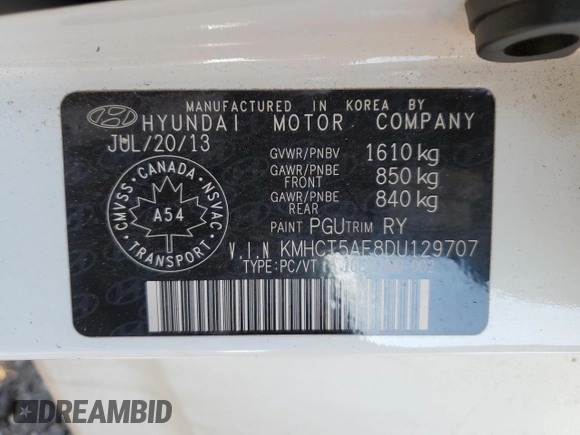 MANUFACTURED IN KOREA BY
HYUNDAI MOTOR COMPANY
JUL/20/13
GVWR/PNBV 1610 kg
GAWR/PNBE FRONT 850 kg
GAWR/PNBE REAR 840 kg
PAINT PGU TRIM RY
CMVSS · CANADA · NSVAC
A54
TRANSPORT
V.I.N KMHCT5AE8DU129707
TYPE:PC/VT
DREAMBID